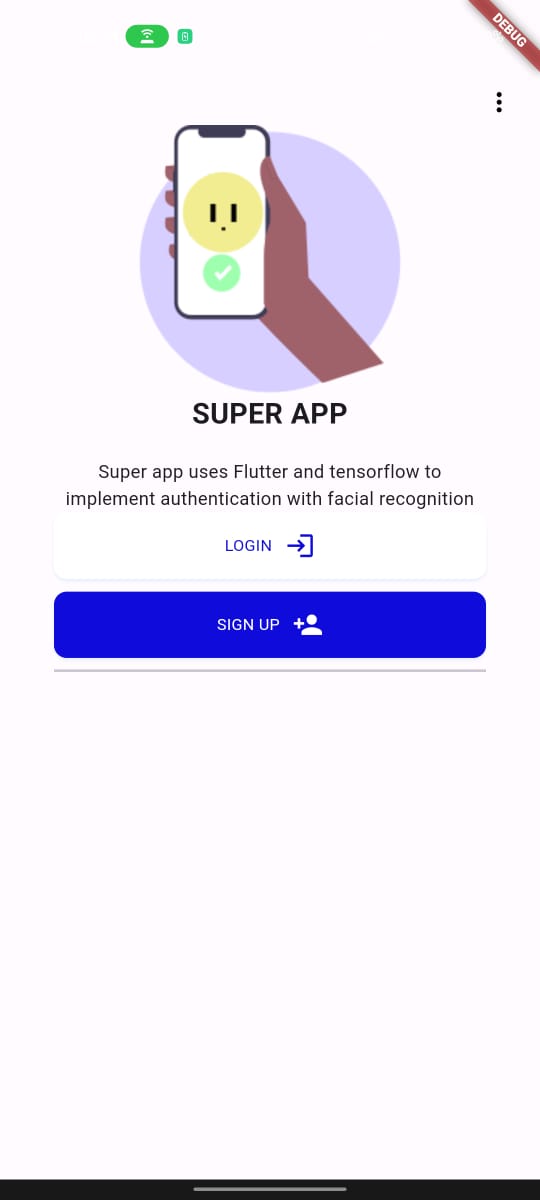 DEBUG
SUPER APP
Super app uses Flutter and tensorflow to
implement authentication with facial recognition
LOGIN
SIGN UP